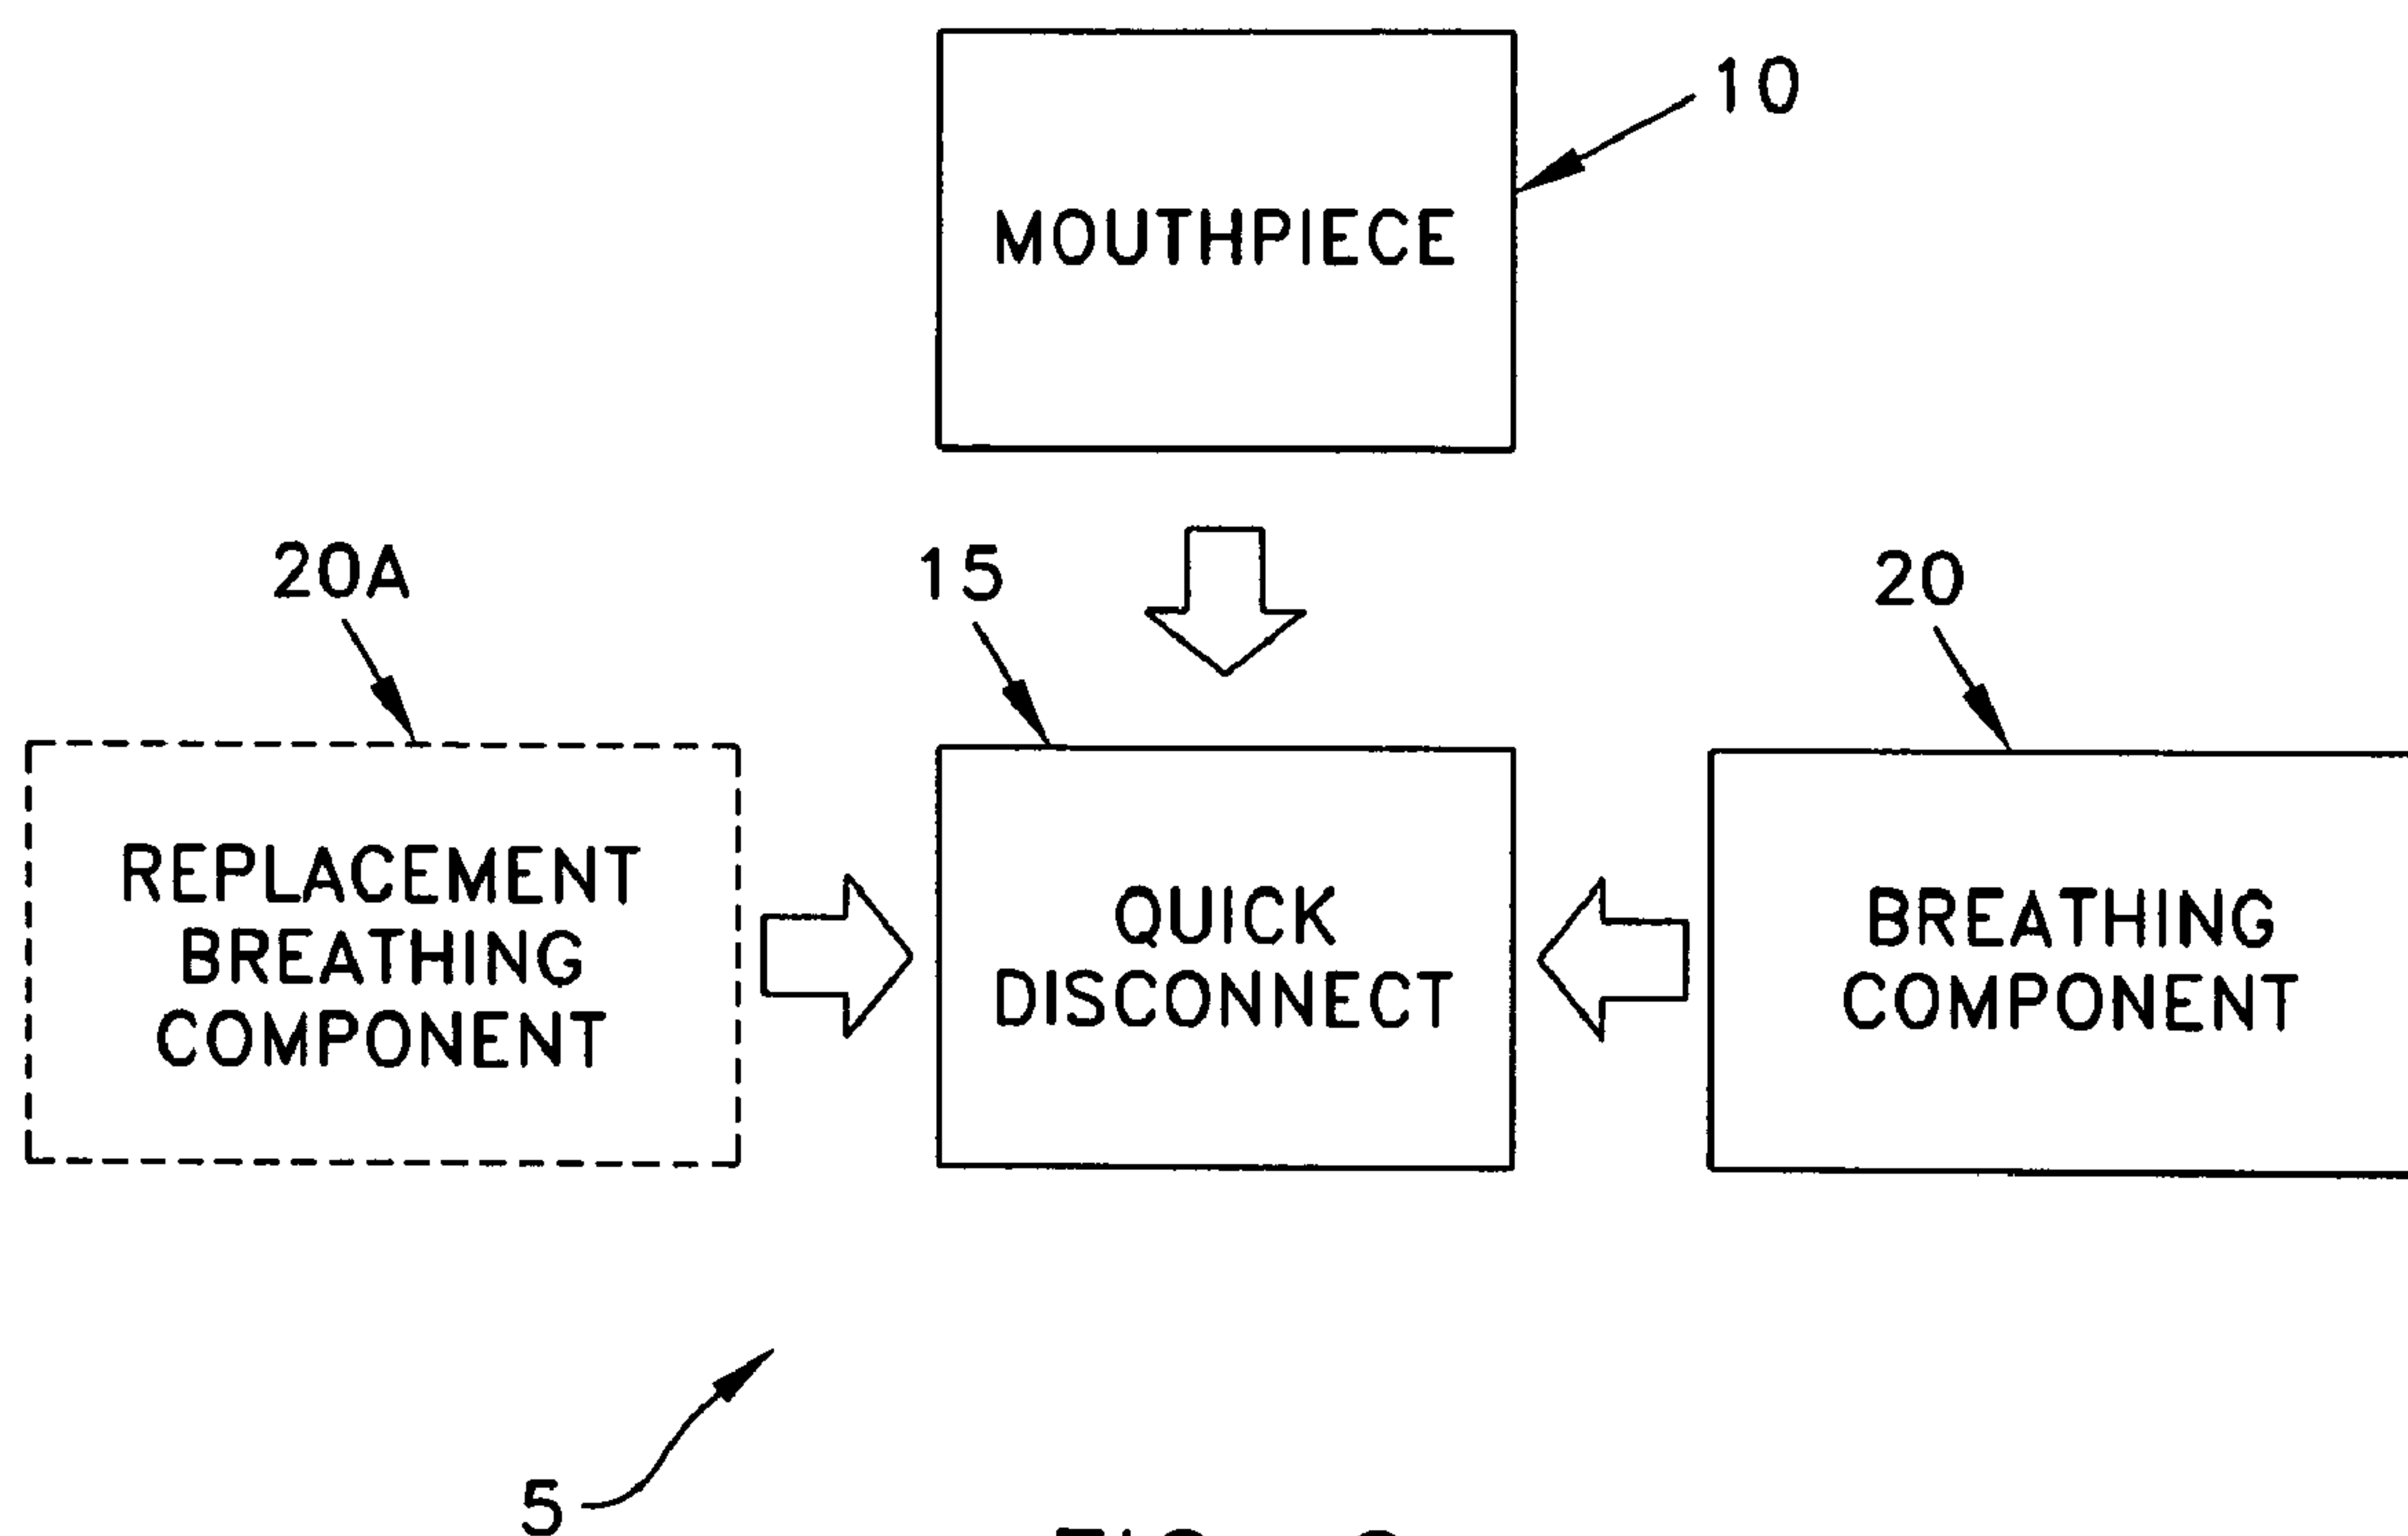 10
MOUTHPIECE
20A
15
20
REPLACEMENT
BREATHING
COMPONENT
QUICK
DISCONNECT
BREATHING
COMPONENT
5